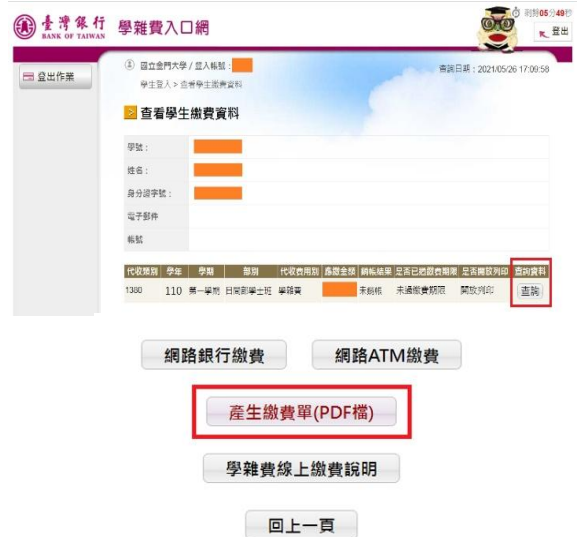 臺灣銀行 學雜費入口網
BANK OF TAIWAN
剩餘05分49秒
登出
登出作業
國立金門大學 / 登入帳號：
查詢日期：2021/05/26 17:09:58
學生登入 > 查看學生繳費資料
查看學生繳費資料
學號：
姓名：
身分證字號：
電子郵件
帳號
代收類別 學年 學期 部別 代收費用別 應繳金額 銷帳結果 是否已過繳費期限 是否開放列印 查詢資料
1380 110 第一學期 日間部學士班 學雜費 未銷帳 未過繳費期限 開放列印 查詢
網路銀行繳費 網路ATM繳費
產生繳費單(PDF檔)
學雜費線上繳費說明
回上一頁